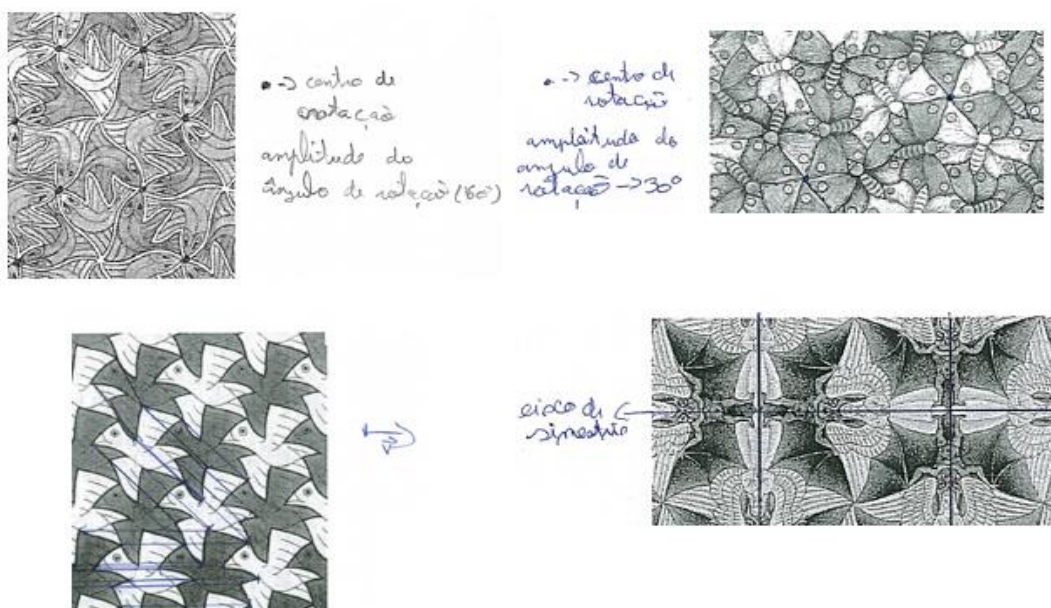 •-> centro de
rotação
amplitude do
ângulo de rotação (60°)
•-> centro de
rotação
amplitude do
angulo de
rotação -> 30°
v
eixo de
simetria